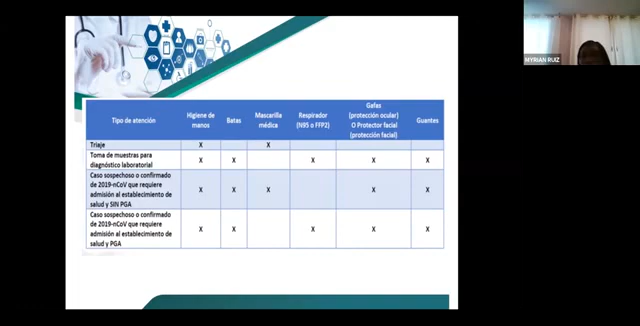 MYRIAN RUIZ
Tipo de atención
Higiene de manos
Batas
Mascarilla médica
Respirador (N95 o FFP2)
Gafas (protección ocular) O Protector facial (protección facial)
Guantes
Triaje X X
Toma de muestras para diagnóstico laboratorial X X X X X
Caso sospechoso o confirmado de 2019-nCoV que requiere admisión al establecimiento de salud y SIN PGA X X X X X
Caso sospechoso o confirmado de 2019-nCoV que requiere admisión al establecimiento de salud y PGA X X X X X